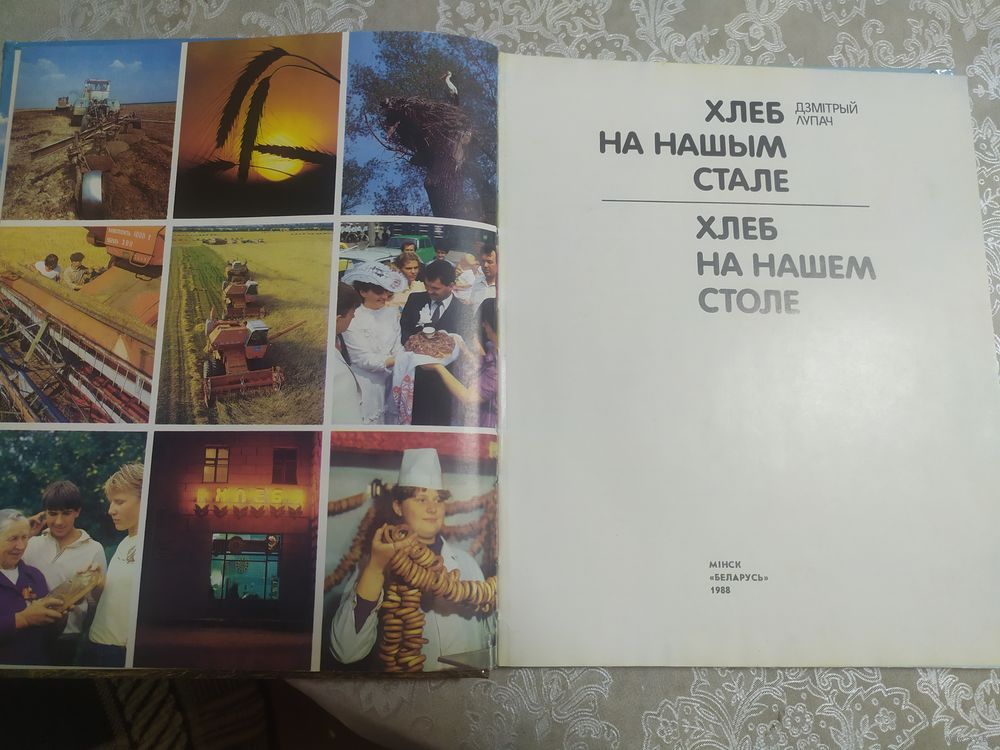 ХЛЕБ
НА НАШЫМ
СТАЛЕ
ДЗМІТРЫЙ
ЛУПАЧ
ХЛЕБ
НА НАШЕМ
СТОЛЕ
МІНСК
«БЕЛАРУСЬ»
1988
ХЛЕБ